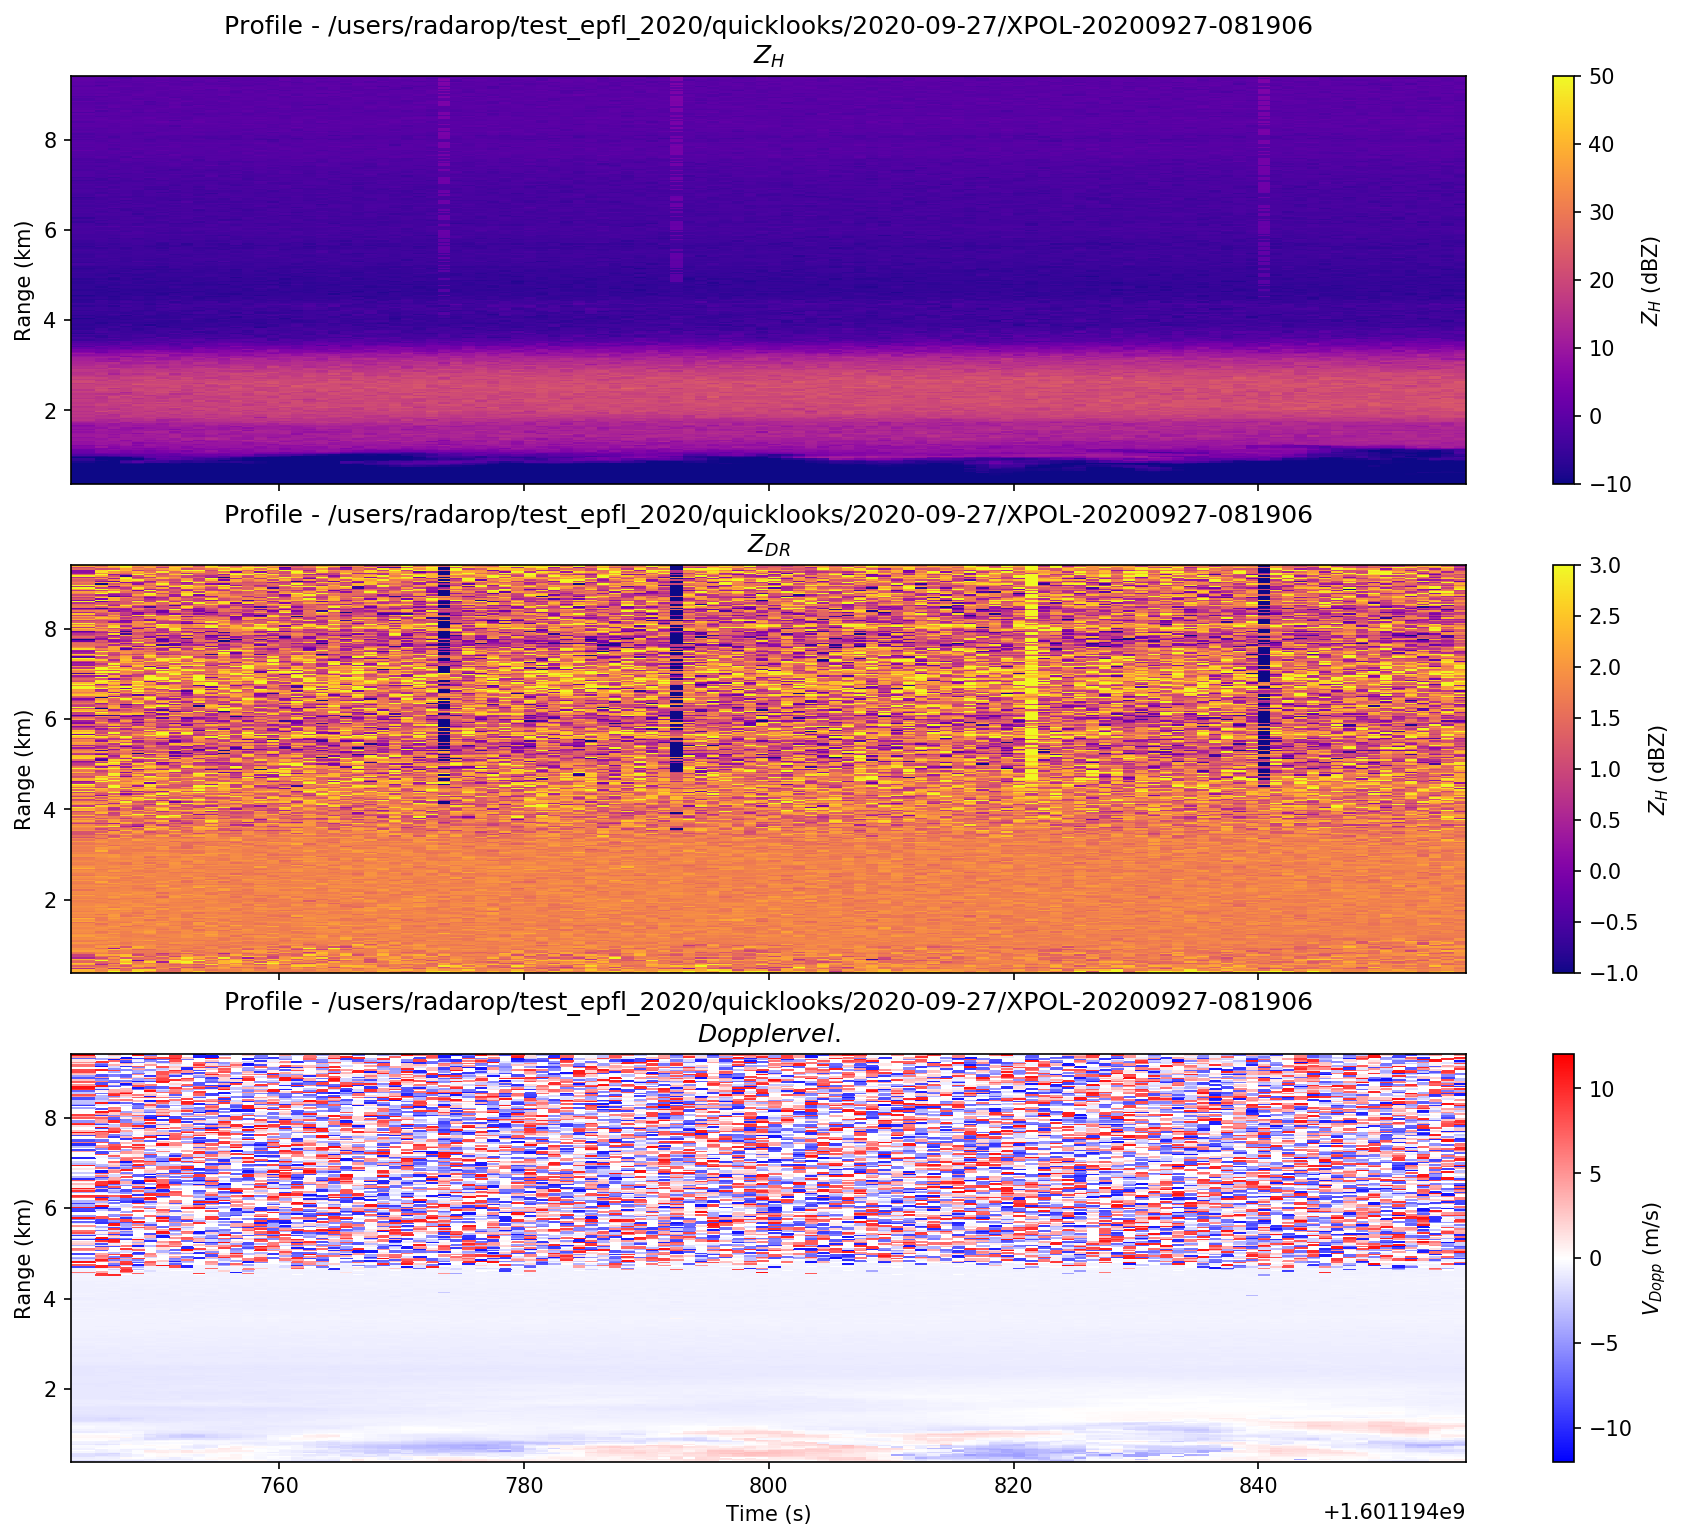 Profile - /users/radarop/test_epfl_2020/quicklooks/2020-09-27/XPOL-20200927-081906
Z_H
8
6
4
2
Range (km)
50
40
30
20
10
0
−10
Z_H (dBZ)
Profile - /users/radarop/test_epfl_2020/quicklooks/2020-09-27/XPOL-20200927-081906
Z_DR
8
6
4
2
Range (km)
3.0
2.5
2.0
1.5
1.0
0.5
0.0
−0.5
−1.0
Z_H (dBZ)
Profile - /users/radarop/test_epfl_2020/quicklooks/2020-09-27/XPOL-20200927-081906
Dopplervel.
8
6
4
2
Range (km)
10
5
0
−5
−10
V_Dopp (m/s)
760 780 800 820 840
Time (s)
+1.601194e9